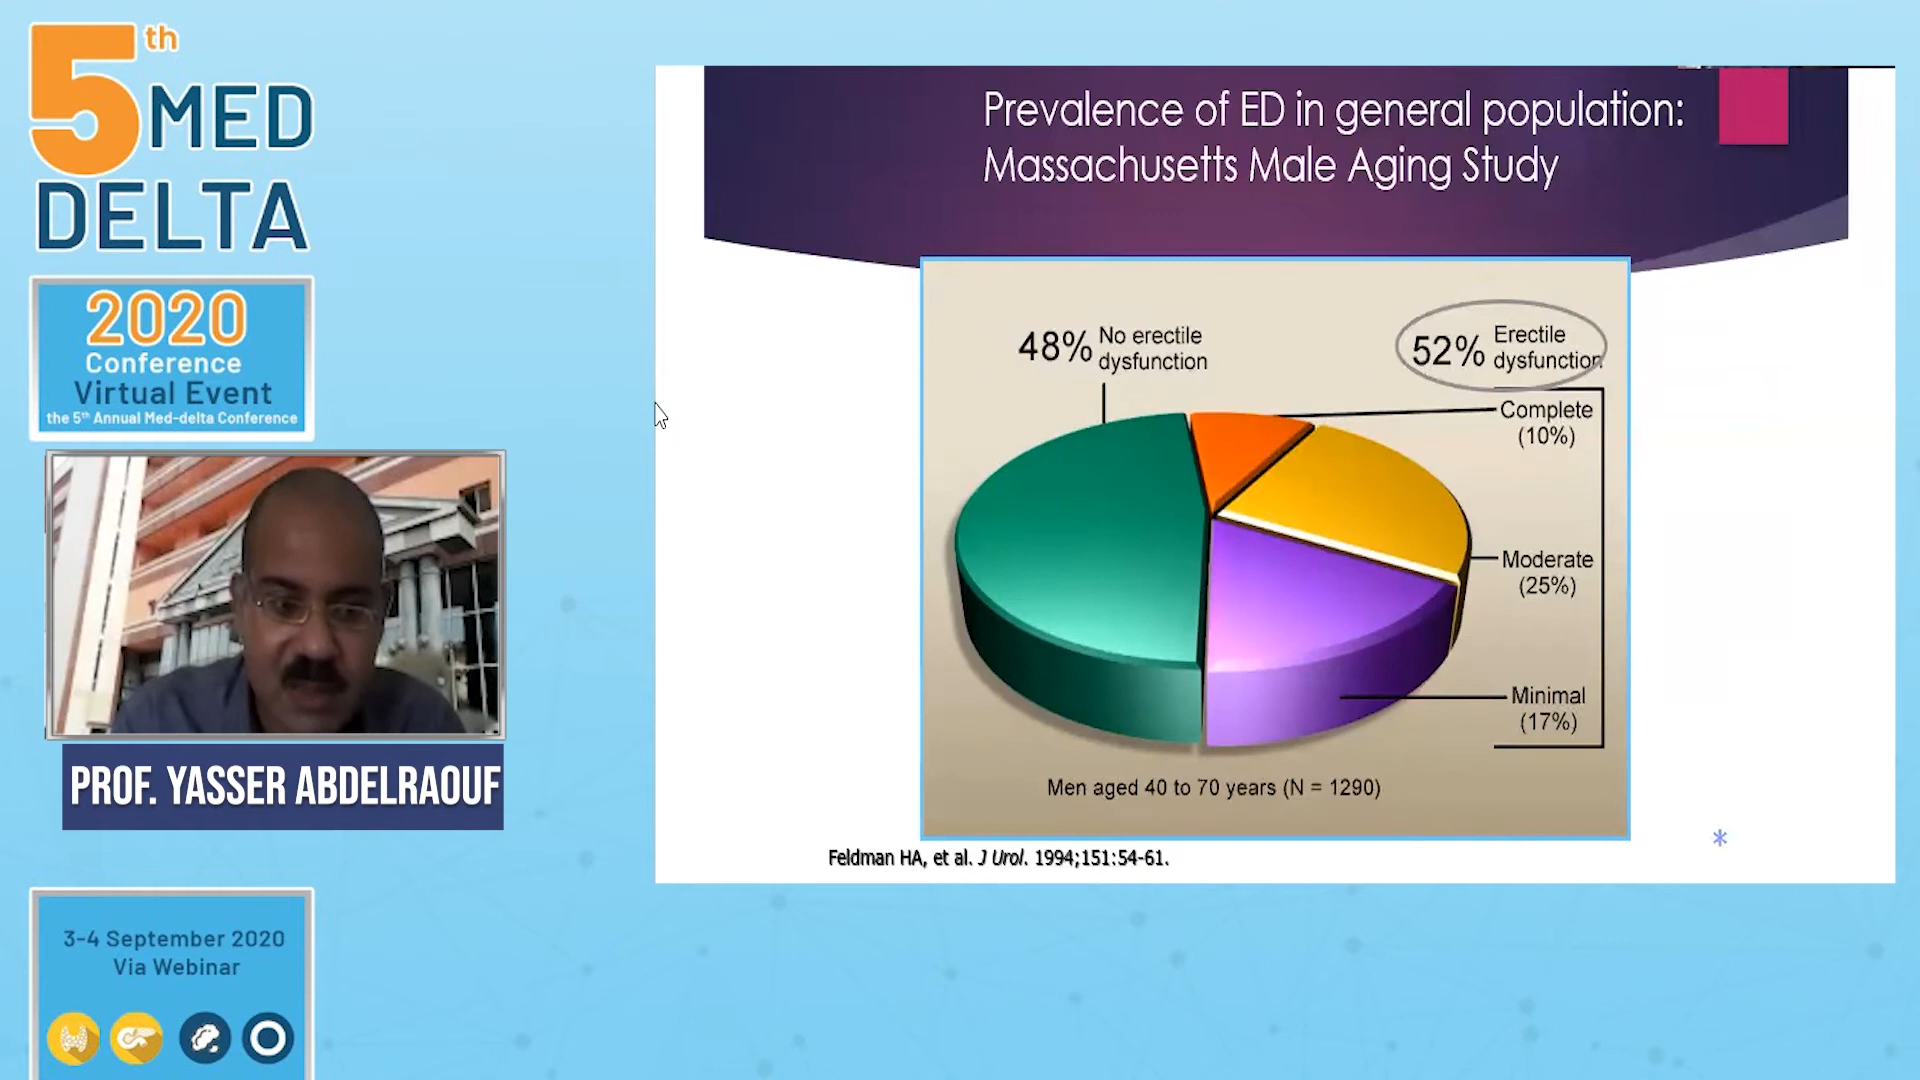 5th MED
DELTA
2020
Conference
Virtual Event
the 5th Annual Med-delta Conference
PROF. YASSER ABDELRAOUF
3-4 September 2020
Via Webinar
Prevalence of ED in general population:
Massachusetts Male Aging Study
48% No erectile
dysfunction
52% Erectile
dysfunction
Complete
(10%)
Moderate
(25%)
Minimal
(17%)
Men aged 40 to 70 years (N = 1290)
*
Feldman HA, et al. J Urol. 1994;151:54-61.